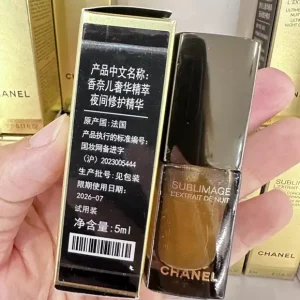 产品中文名称:
香奈儿奢华精萃
夜间修护精华
原产国:法国
产品执行的标准编号:
国妆网备进字
(沪)2023005444
生产批号:见包装
限期使用日期:
2026-07
试用装
净含量:5ml
SUBLIMAGE
L'EXTRAIT DE NUIT
CHANEL
CHANEL
CHANEL